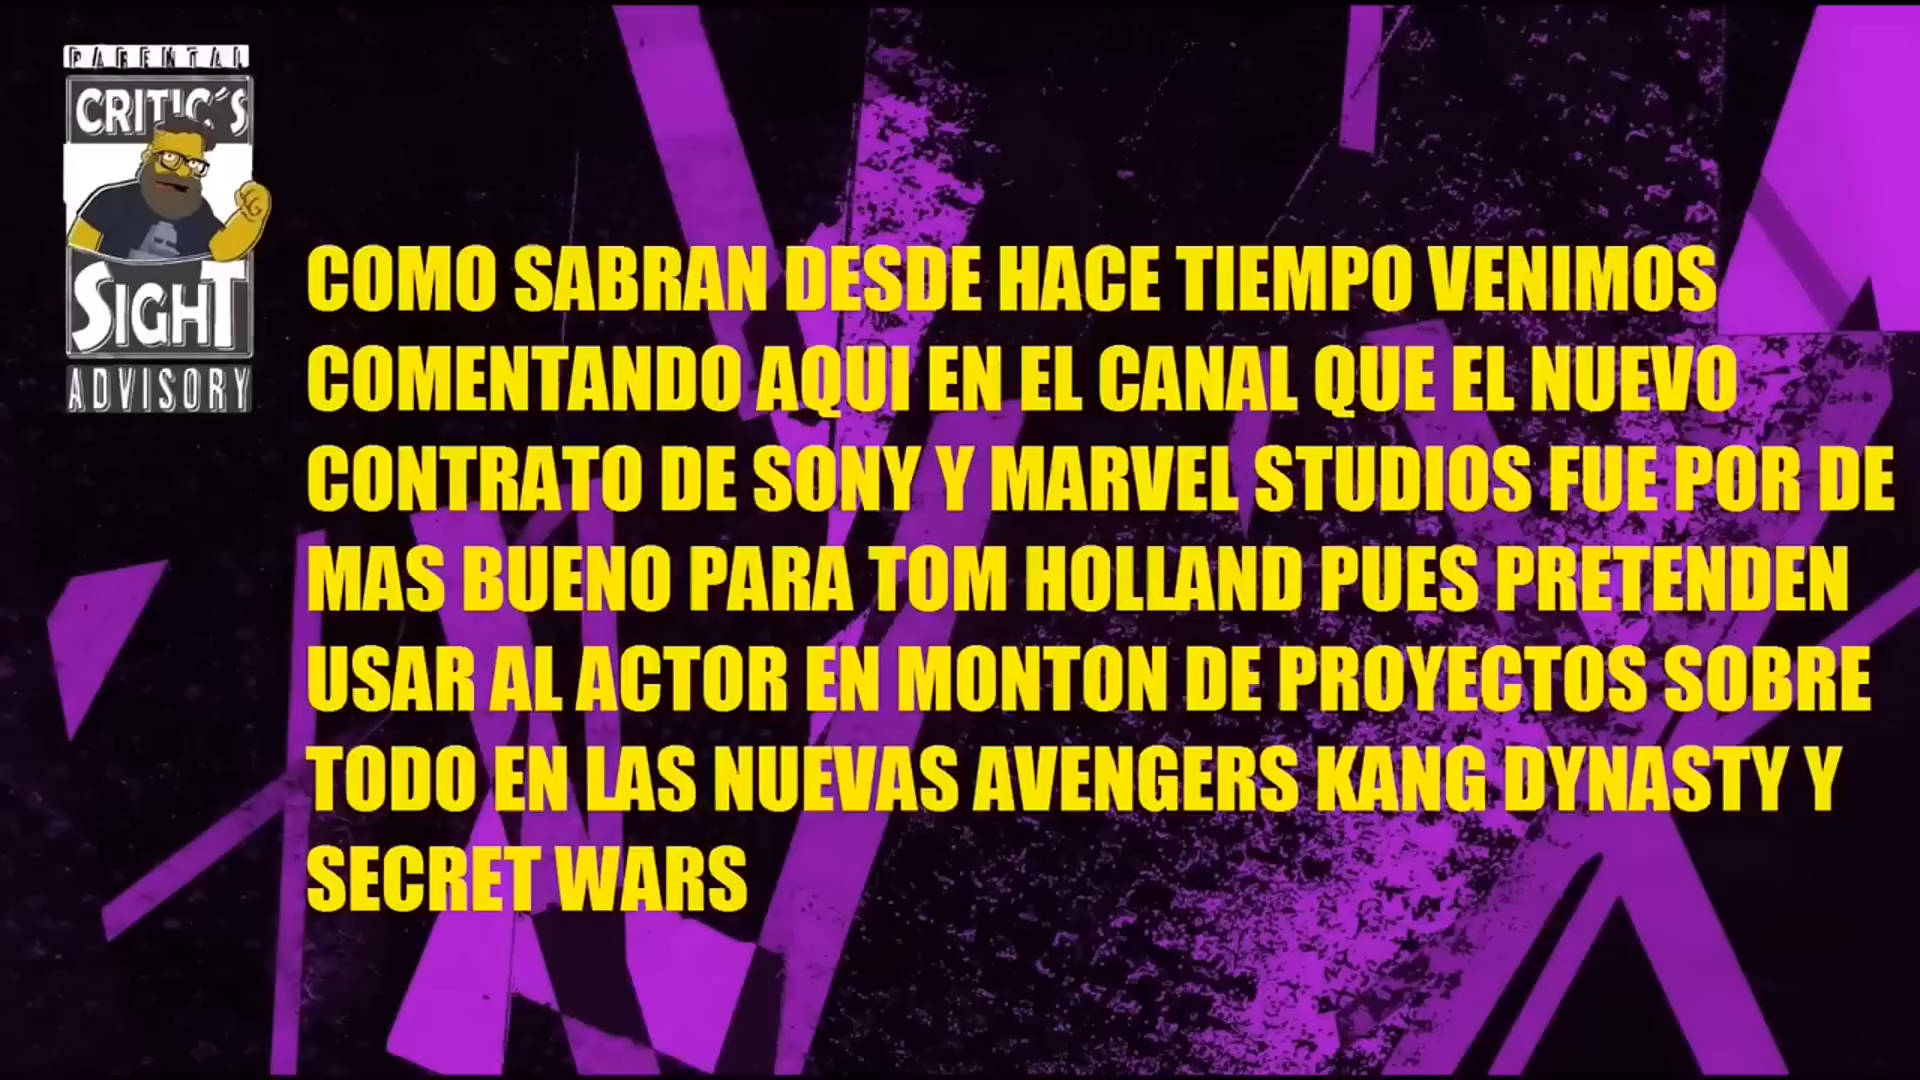 PARENTAL
CRITIC´S
SIGHT
ADVISORY
COMO SABRAN DESDE HACE TIEMPO VENIMOS
COMENTANDO AQUI EN EL CANAL QUE EL NUEVO
CONTRATO DE SONY Y MARVEL STUDIOS FUE POR DE
MAS BUENO PARA TOM HOLLAND PUES PRETENDEN
USAR AL ACTOR EN MONTON DE PROYECTOS SOBRE
TODO EN LAS NUEVAS AVENGERS KANG DYNASTY Y
SECRET WARS